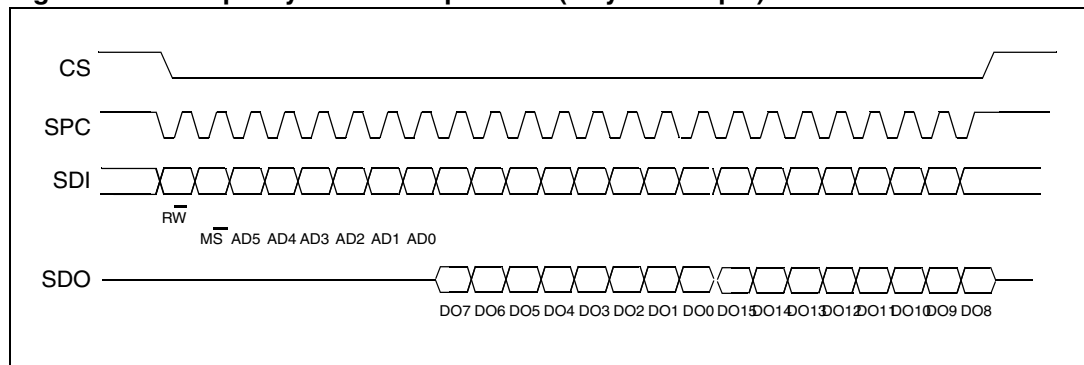 CS
SPC
SDI
RW
MS AD5 AD4 AD3 AD2 AD1 AD0
SDO
DO7 DO6 DO5 DO4 DO3 DO2 DO1 DO0 DO15 DO14 DO13 DO12 DO11 DO10 DO9 DO8